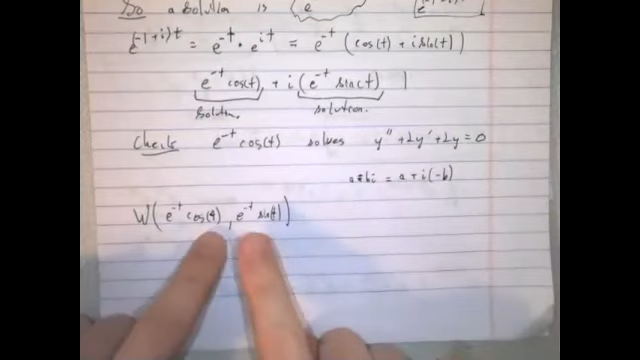 So a solution is e
e^(-1+i)t = e^-t · e^it = e^-t (cos(t) + i sin(t))
e^-t cos(t) + i (e^-t sin(t))
solution. solution.
Check e^-t cos(t) solves y'' + 2y' + 2y = 0
= a + i(-b)
W(e^-t cos(t), e^-t sin(t))